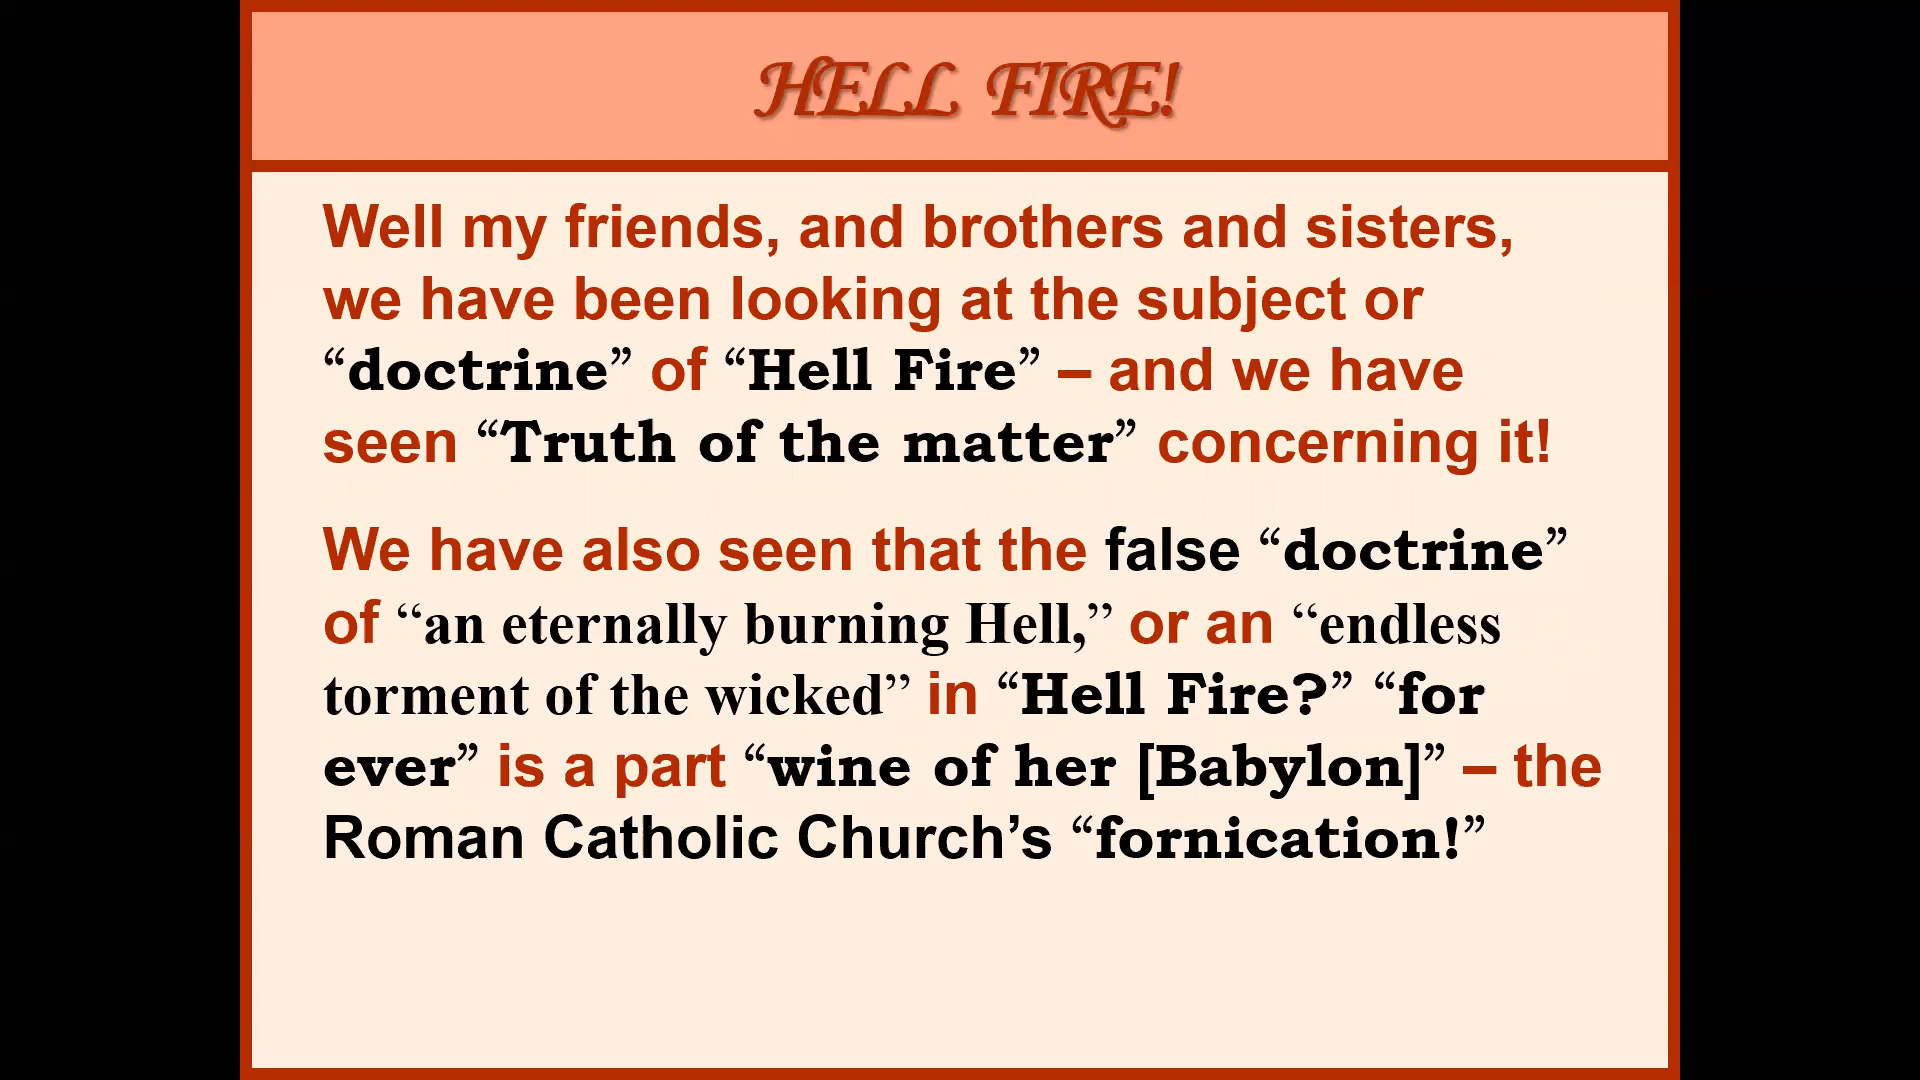 HELL FIRE!
Well my friends, and brothers and sisters,
we have been looking at the subject or
“doctrine” of “Hell Fire” – and we have
seen “Truth of the matter” concerning it!
We have also seen that the false “doctrine”
of “an eternally burning Hell,” or an “endless
torment of the wicked” in “Hell Fire?” “for
ever” is a part “wine of her [Babylon]” – the
Roman Catholic Church’s “fornication!”